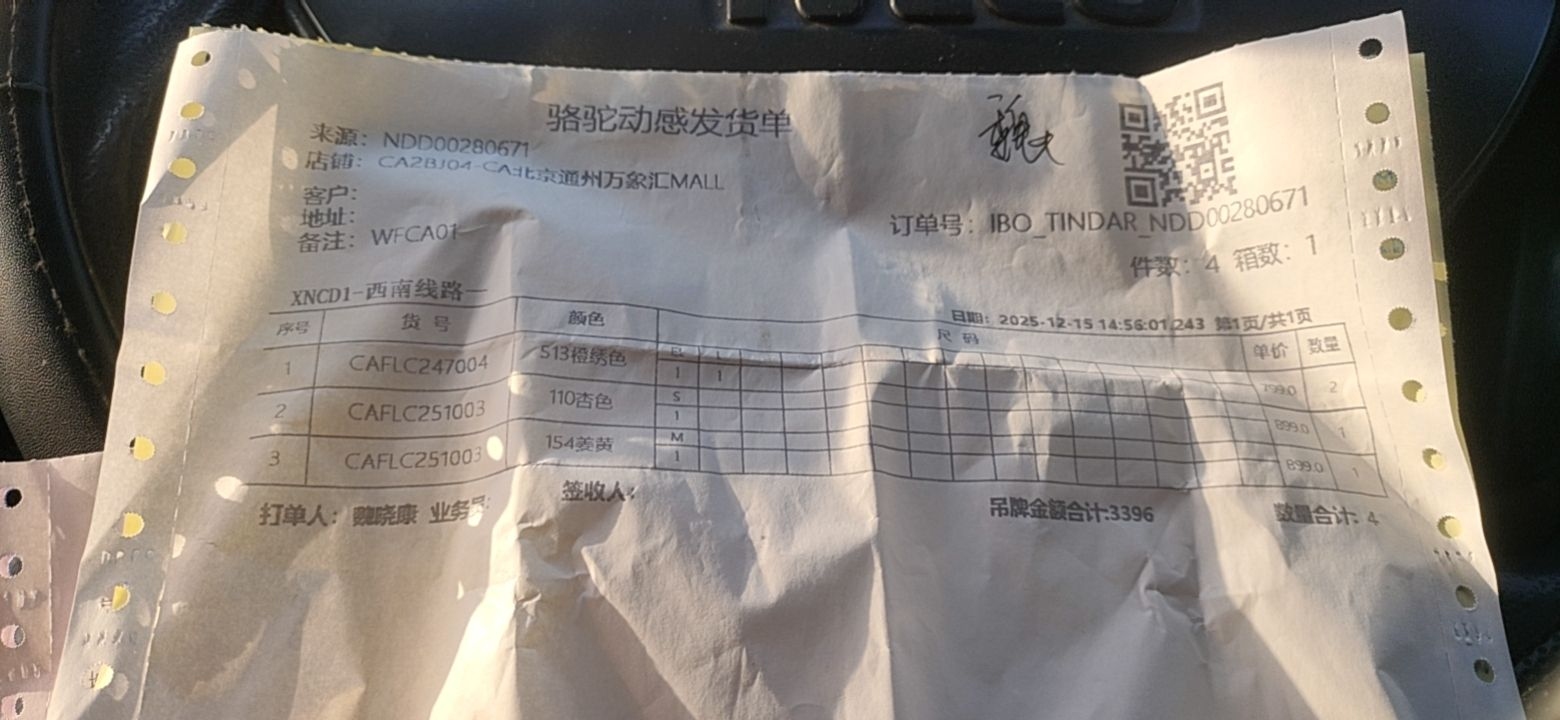 骆驼动感发货单
来源：NDD00280671
店铺：CA2BJ04-CA北京通州万象汇MALL
客户：
地址：
备注：WFCA01
订单号：IBO_TINDAR_NDD00280671
件数：4 箱数：1
XNCD1-西南线路一
日期：2025-12-15 14:56:01.243 第1页/共1页
序号 货号 颜色 尺码 单价 数量
1 CAFLC247004 513橙绣色 L 799.0 2
1 1
2 CAFLC251003 110杏色 S 899.0 1
1
3 CAFLC251003 154姜黄 M 899.0 1
1
打单人：魏晓康 业务员: 签收人: 吊牌金额合计:3396 数量合计: 4